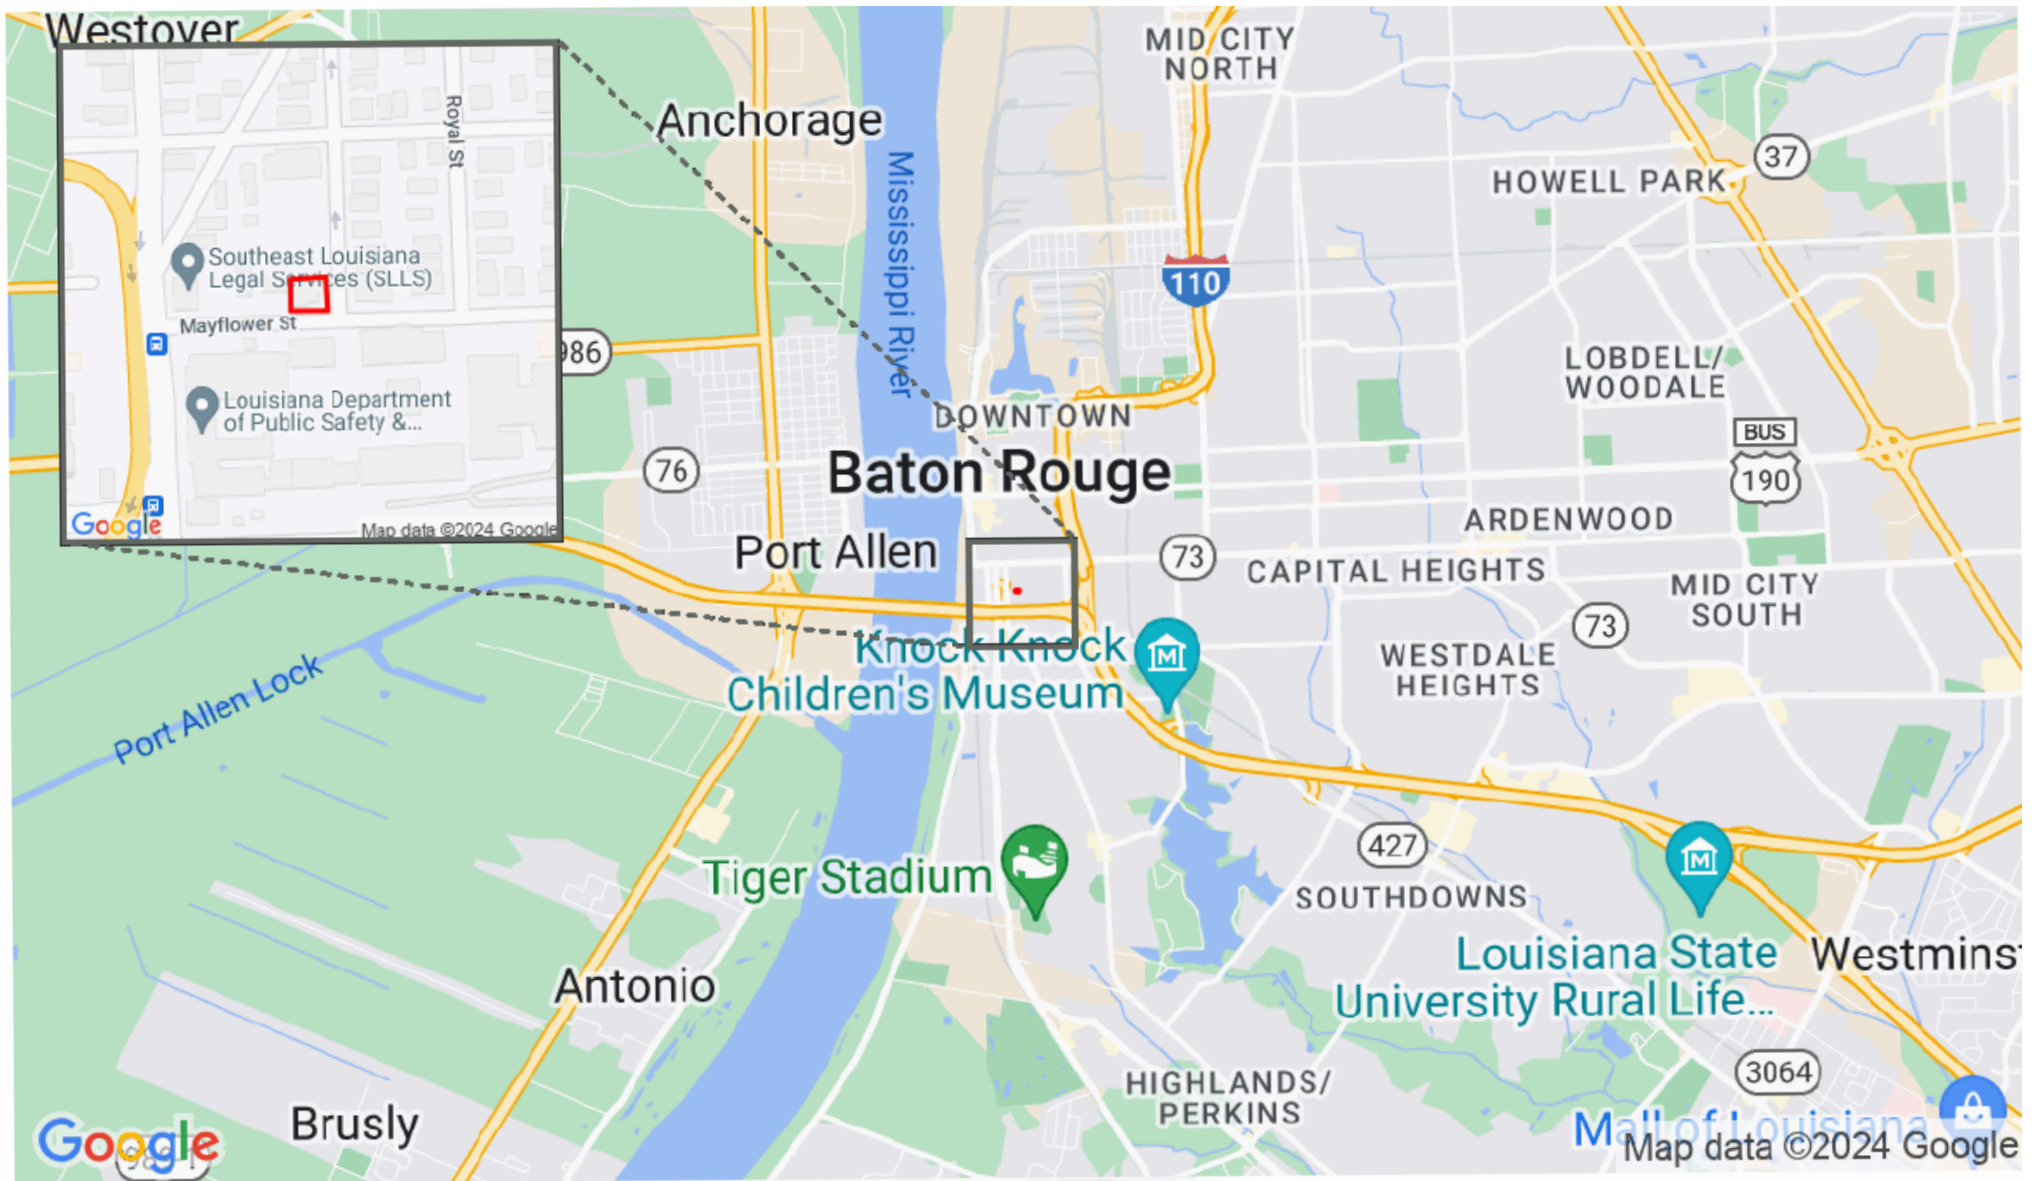 Westover
Royal St
Southeast Louisiana
Legal Services (SLLS)
Mayflower St
Louisiana Department
of Public Safety &...
Google
Map data ©2024 Google
Anchorage
Mississippi River
MID CITY
NORTH
37
HOWELL PARK
110
986
LOBDELL/
WOODALE
DOWNTOWN
BUS
190
76
Baton Rouge
ARDENWOOD
Port Allen
73
CAPITAL HEIGHTS
MID CITY
SOUTH
73
Knock Knock
Children's Museum
WESTDALE
HEIGHTS
Port Allen Lock
427
Tiger Stadium
SOUTHDOWNS
Louisiana State
University Rural Life...
Westmins
Antonio
3064
HIGHLANDS/
PERKINS
Brusly
Mall of Louisiana
Google
Map data ©2024 Google